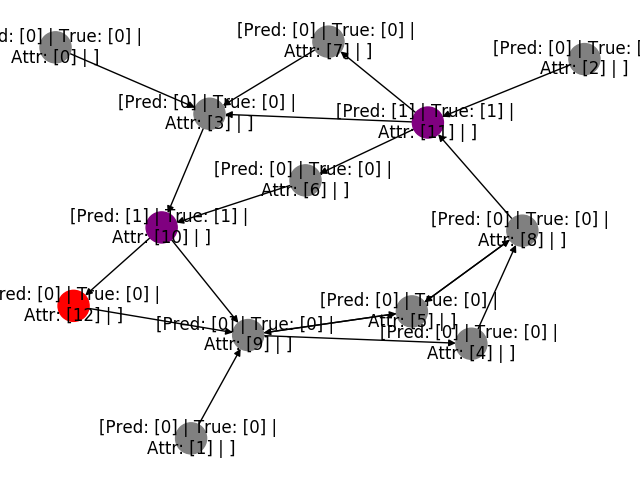 [Pred: [0] | True: [0] |
Attr: [7] | ]
d: [0] | True: [0] |
Attr: [0] | ]
[Pred: [0] | True: [
Attr: [2] | ]
[Pred: [0] | True: [0] |
Attr: [3] | ]
[Pred: [1] | True: [1] |
Attr: [11] | ]
[Pred: [0] | True: [0] |
Attr: [6] | ]
[Pred: [1] | True: [1] |
Attr: [10] | ]
[Pred: [0] | True: [0] |
Attr: [8] | ]
red: [0] | True: [0] |
Attr: [12] | ]
[Pred: [0] | True: [0] |
Attr: [5] | ]
[Pred: [0] | True: [0] |
Attr: [9] | ]
[Pred: [0] | True: [0] |
Attr: [4] | ]
[Pred: [0] | True: [0] |
Attr: [1] | ]